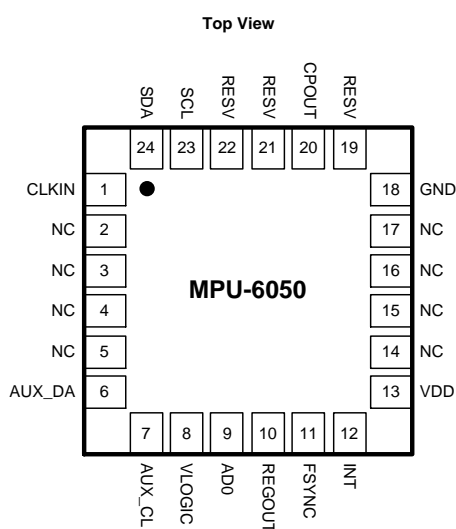 Top View
SDA
SCL
RESV
RESV
CPOUT
RESV
24
23
22
21
20
19
CLKIN 1
18 GND
NC 2
17 NC
NC 3
16 NC
MPU-6050
NC 4
15 NC
NC 5
14 NC
AUX_DA 6
13 VDD
7
8
9
10
11
12
AUX_CL
VLOGIC
AD0
REGOUT
FSYNC
INT